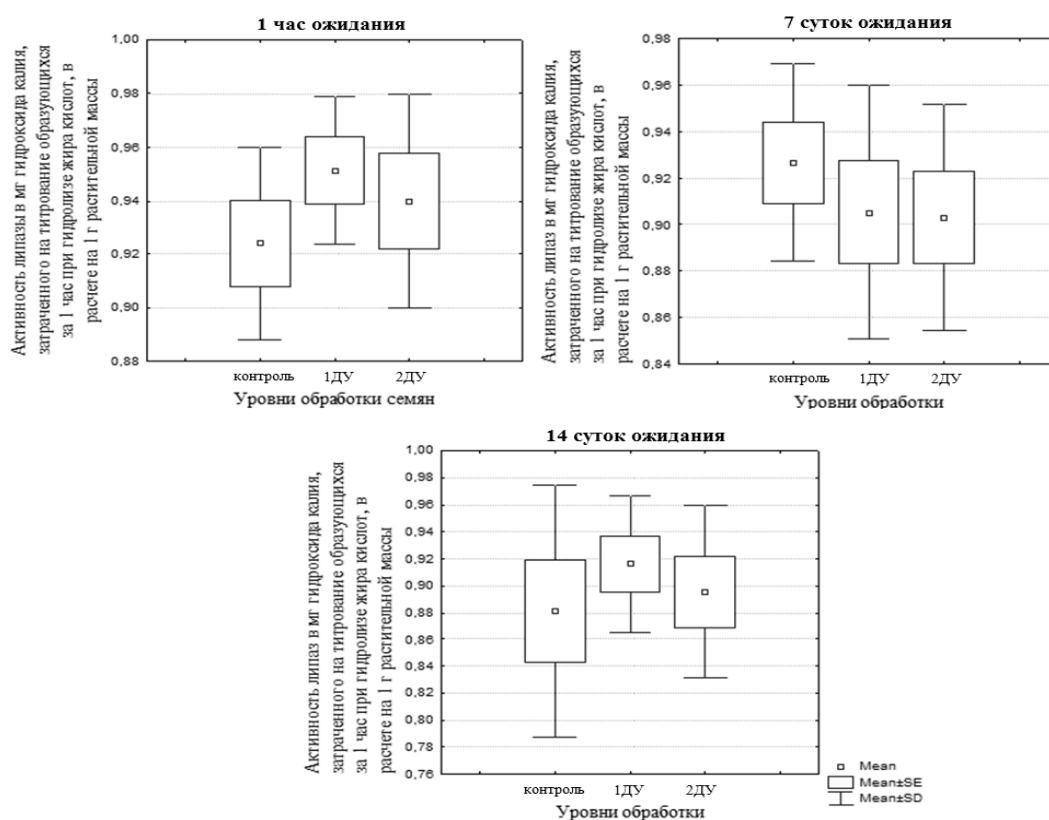 1 час ожидания
Активность липазы в мг гидроксида калия,
затраченного на титрование образующихся
за 1 час при гидролизе жира кислот, в
расчете на 1 г растительной массы
1,00
0,98
0,96
0,94
0,92
0,90
0,88
контроль 1ДУ 2ДУ
Уровни обработки семян
7 суток ожидания
Активность липаз в мг гидроксида калия,
затраченного на титрование образующихся
за 1 час при гидролизе жира кислот, в
расчете на 1 г растительной массы
0,98
0,96
0,94
0,92
0,90
0,88
0,86
0,84
контроль 1ДУ 2ДУ
Уровни обработки
14 суток ожидания
Активность липаз в мг гидроксида калия,
затраченного на титрование образующихся
за 1 час при гидролизе жира кислот, в
расчете на 1 г растительной массы
1,00
0,98
0,96
0,94
0,92
0,90
0,88
0,86
0,84
0,82
0,80
0,78
0,76
контроль 1ДУ 2ДУ
Уровни обработки
Mean
Mean±SE
Mean±SD